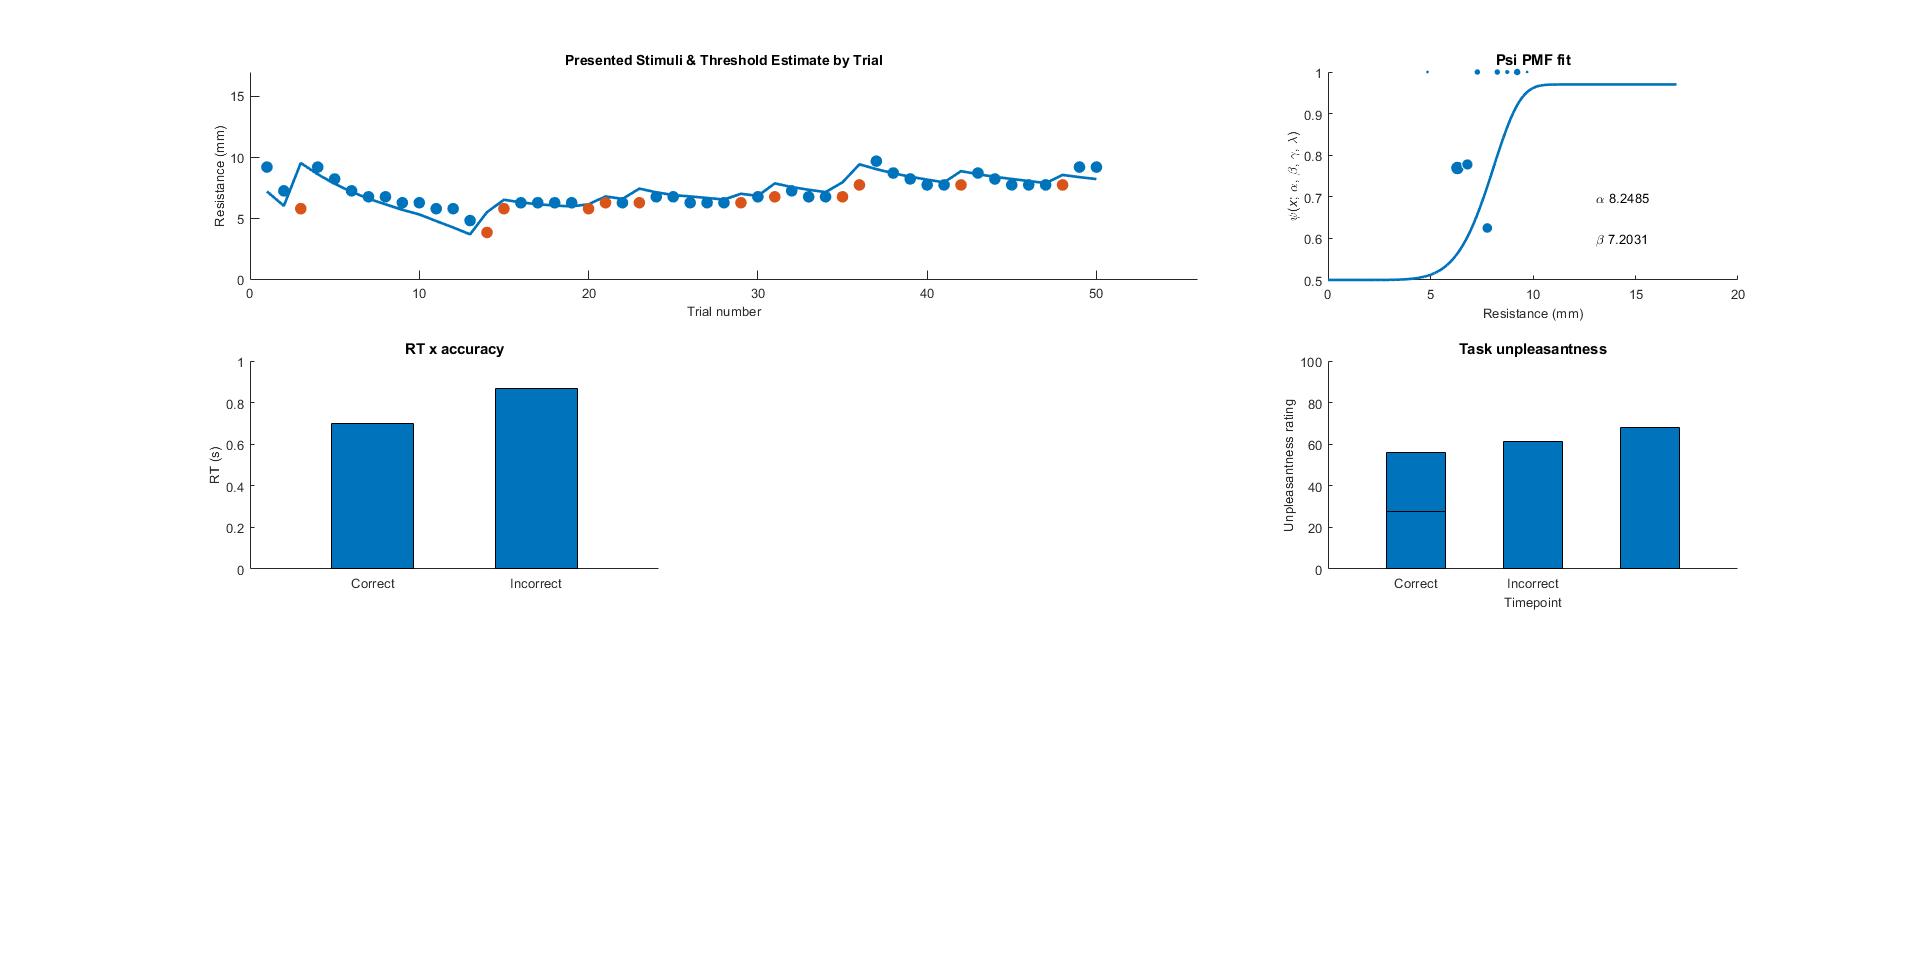 Presented Stimuli & Threshold Estimate by Trial
15
10
5
0
Resistance (mm)
0 10 20 30 40 50
Trial number
Psi PMF fit
1
0.9
0.8
0.7
0.6
0.5
ψ(x; α, β, γ, λ)
α 8.2485
β 7.2031
0 5 10 15 20
Resistance (mm)
RT x accuracy
1
0.8
0.6
0.4
0.2
0
RT (s)
Correct Incorrect
Task unpleasantness
100
80
60
40
20
0
Unpleasantness rating
Correct Incorrect
Timepoint